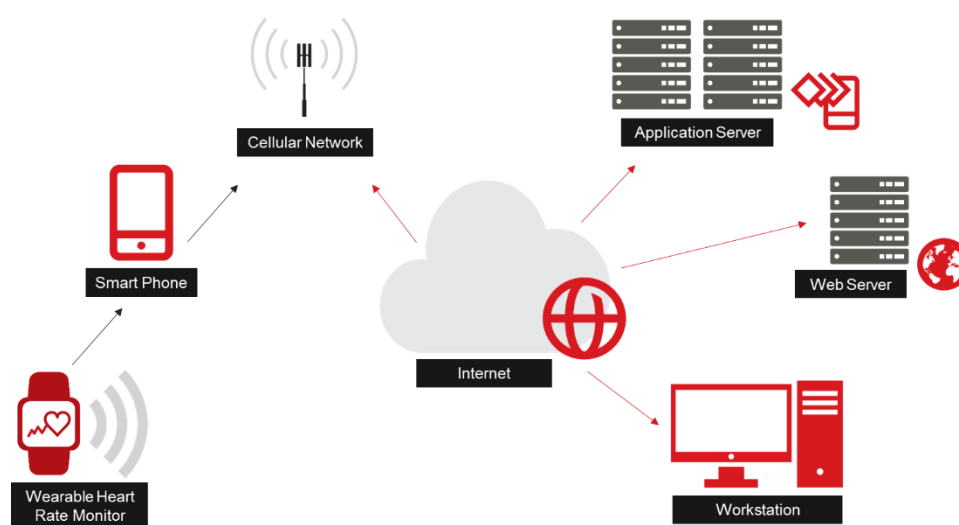 Cellular Network
Application Server
Smart Phone
Web Server
Internet
Wearable Heart
Rate Monitor
Workstation